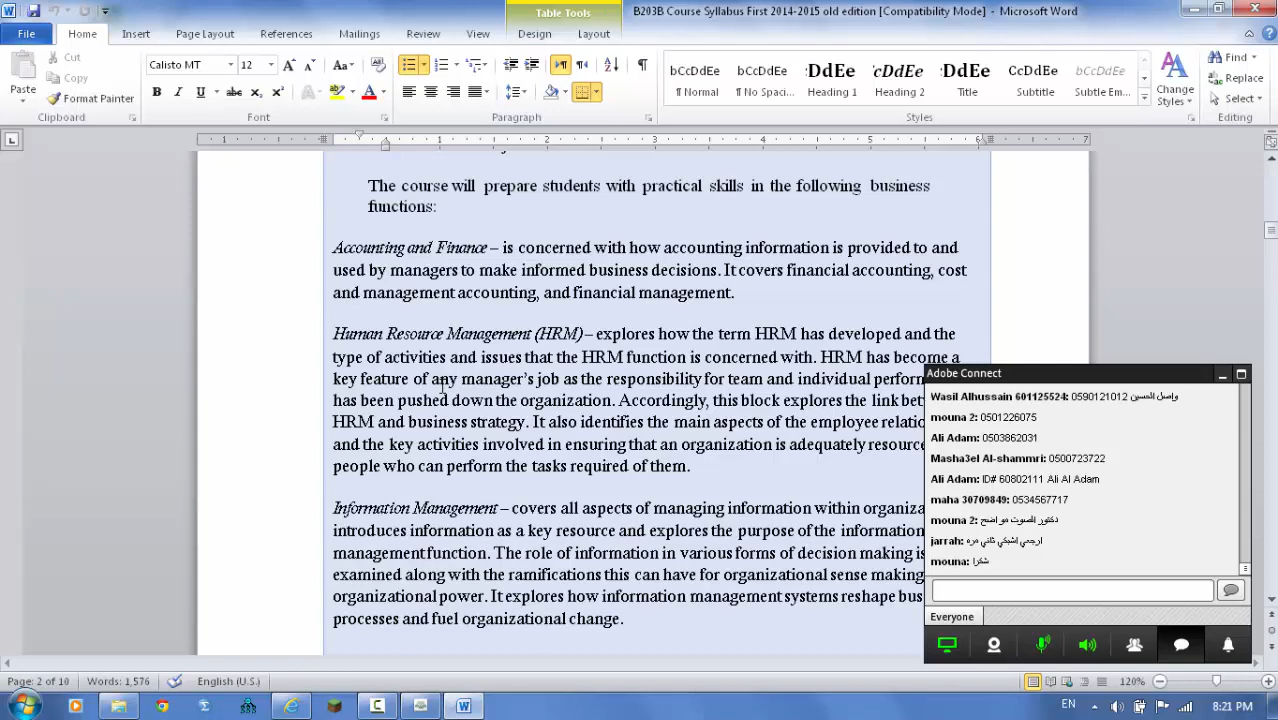 Table Tools
B203B Course Syllabus First 2014-2015 old edition [Compatibility Mode] - Microsoft Word
File Home Insert Page Layout References Mailings Review View Design Layout
Cut
Copy
Format Painter
Paste
Calisto MT 12
bCcDdEe bCcDdEe DdEe cDdEe DdEe CcDdEe bCcDdEe
¶ Normal ¶ No Spaci... Heading 1 Heading 2 Title Subtitle Subtle Em...
Change Styles
Find
Replace
Select
Clipboard Font Paragraph Styles Editing
1 1 2 3 4 5 6 7
The course will prepare students with practical skills in the following business
functions:
Accounting and Finance – is concerned with how accounting information is provided to and
used by managers to make informed business decisions. It covers financial accounting, cost
and management accounting, and financial management.
Human Resource Management (HRM) – explores how the term HRM has developed and the
type of activities and issues that the HRM function is concerned with. HRM has become a
key feature of any manager's job as the responsibility for team and individual perform
has been pushed down the organization. Accordingly, this block explores the link bet
HRM and business strategy. It also identifies the main aspects of the employee relatio
and the key activities involved in ensuring that an organization is adequately resource
people who can perform the tasks required of them.
Information Management – covers all aspects of managing information within organiza
introduces information as a key resource and explores the purpose of the information
management function. The role of information in various forms of decision making is
examined along with the ramifications this can have for organizational sense making
organizational power. It explores how information management systems reshape bus
processes and fuel organizational change.
Adobe Connect
Wasil Alhussain 601125524: 0590121012 واصل الحسين
mouna 2: 0501226075
Ali Adam: 0503862031
Masha3el Al-shammri: 0500723722
Ali Adam: ID# 60802111 Ali Al Adam
maha 30709849: 0534567717
mouna 2: دكتور الصوت مو واضح
jarrah: ارجعي اشبكي ثاني مره
mouna: شكرا
Everyone
Page: 2 of 10 Words: 1,576 English (U.S.) 120%
EN 8:21 PM